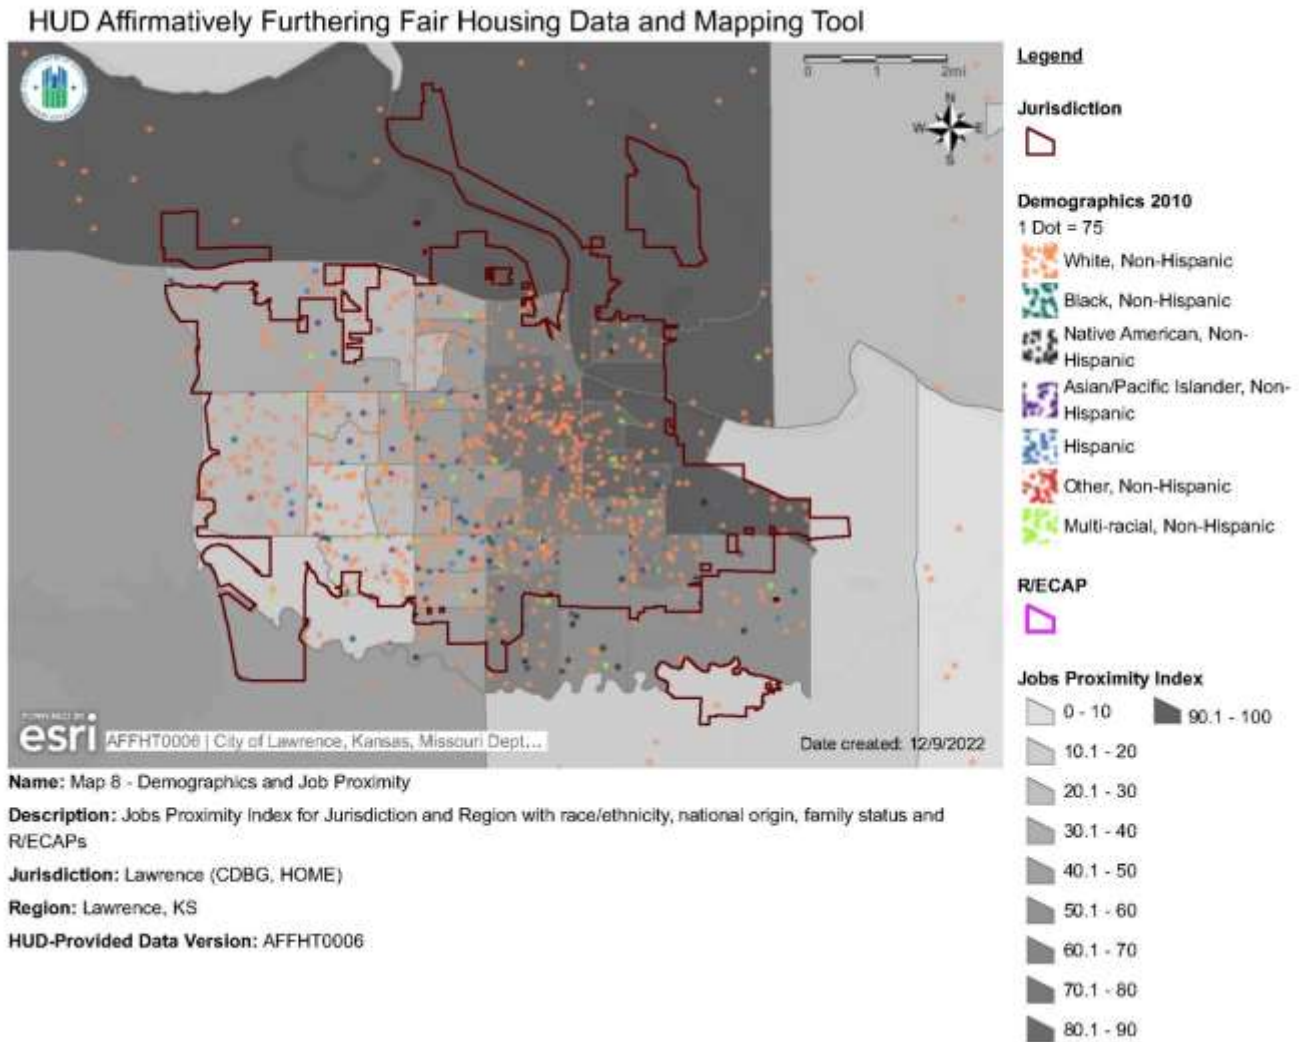 HUD Affirmatively Furthering Fair Housing Data and Mapping Tool
0 1 2mi
N
W E
S
POWERED BY
esri
AFFHT0006 | City of Lawrence, Kansas, Missouri Dept...
Date created: 12/9/2022
Name: Map 8 - Demographics and Job Proximity
Description: Jobs Proximity Index for Jurisdiction and Region with race/ethnicity, national origin, family status and
R/ECAPs
Jurisdiction: Lawrence (CDBG, HOME)
Region: Lawrence, KS
HUD-Provided Data Version: AFFHT0006
Legend
Jurisdiction
Demographics 2010
1 Dot = 75
White, Non-Hispanic
Black, Non-Hispanic
Native American, Non-
Hispanic
Asian/Pacific Islander, Non-
Hispanic
Hispanic
Other, Non-Hispanic
Multi-racial, Non-Hispanic
R/ECAP
Jobs Proximity Index
0 - 10
90.1 - 100
10.1 - 20
20.1 - 30
30.1 - 40
40.1 - 50
50.1 - 60
60.1 - 70
70.1 - 80
80.1 - 90